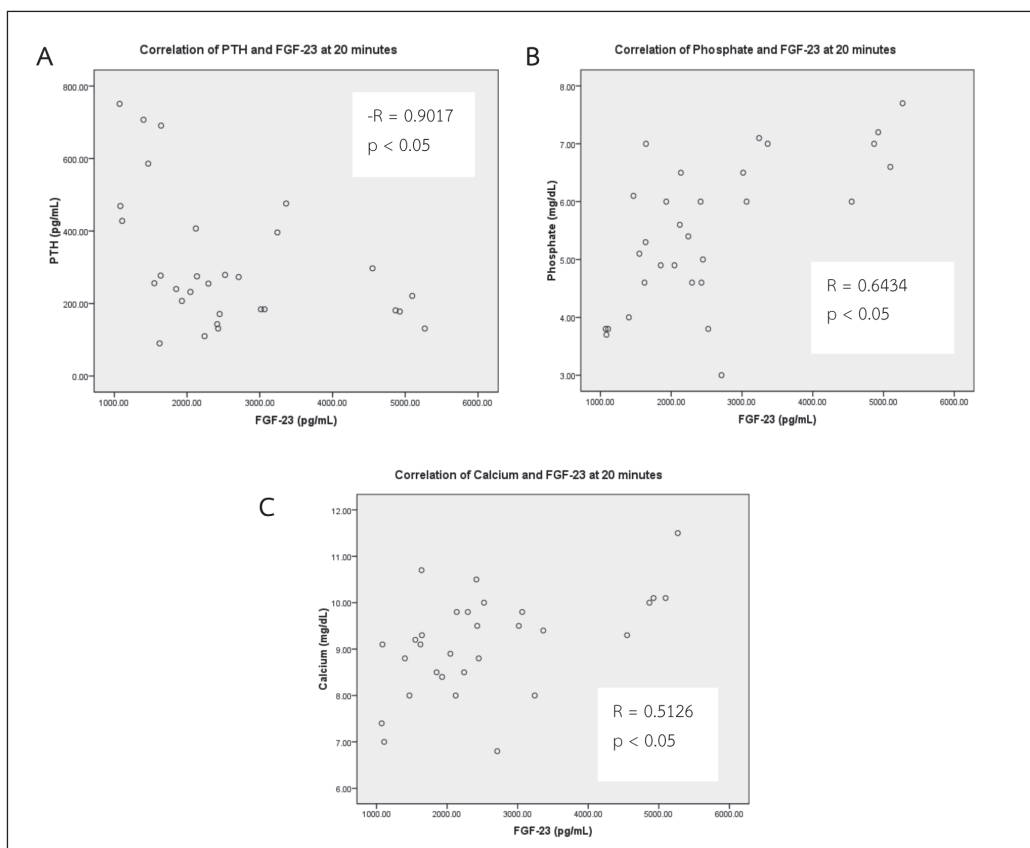 A
Correlation of PTH and FGF-23 at 20 minutes
800.00
600.00
400.00
200.00
0.00
PTH (pg/mL)
-R = 0.9017
p < 0.05
1000.00 2000.00 3000.00 4000.00 5000.00 6000.00
FGF-23 (pg/mL)
B
Correlation of Phosphate and FGF-23 at 20 minutes
8.00
7.00
6.00
5.00
4.00
3.00
Phosphate (mg/dL)
R = 0.6434
p < 0.05
1000.00 2000.00 3000.00 4000.00 5000.00 6000.00
FGF-23 (pg/mL)
C
Correlation of Calcium and FGF-23 at 20 minutes
12.00
11.00
10.00
9.00
8.00
7.00
6.00
Calcium (mg/dL)
R = 0.5126
p < 0.05
1000.00 2000.00 3000.00 4000.00 5000.00 6000.00
FGF-23 (pg/mL)